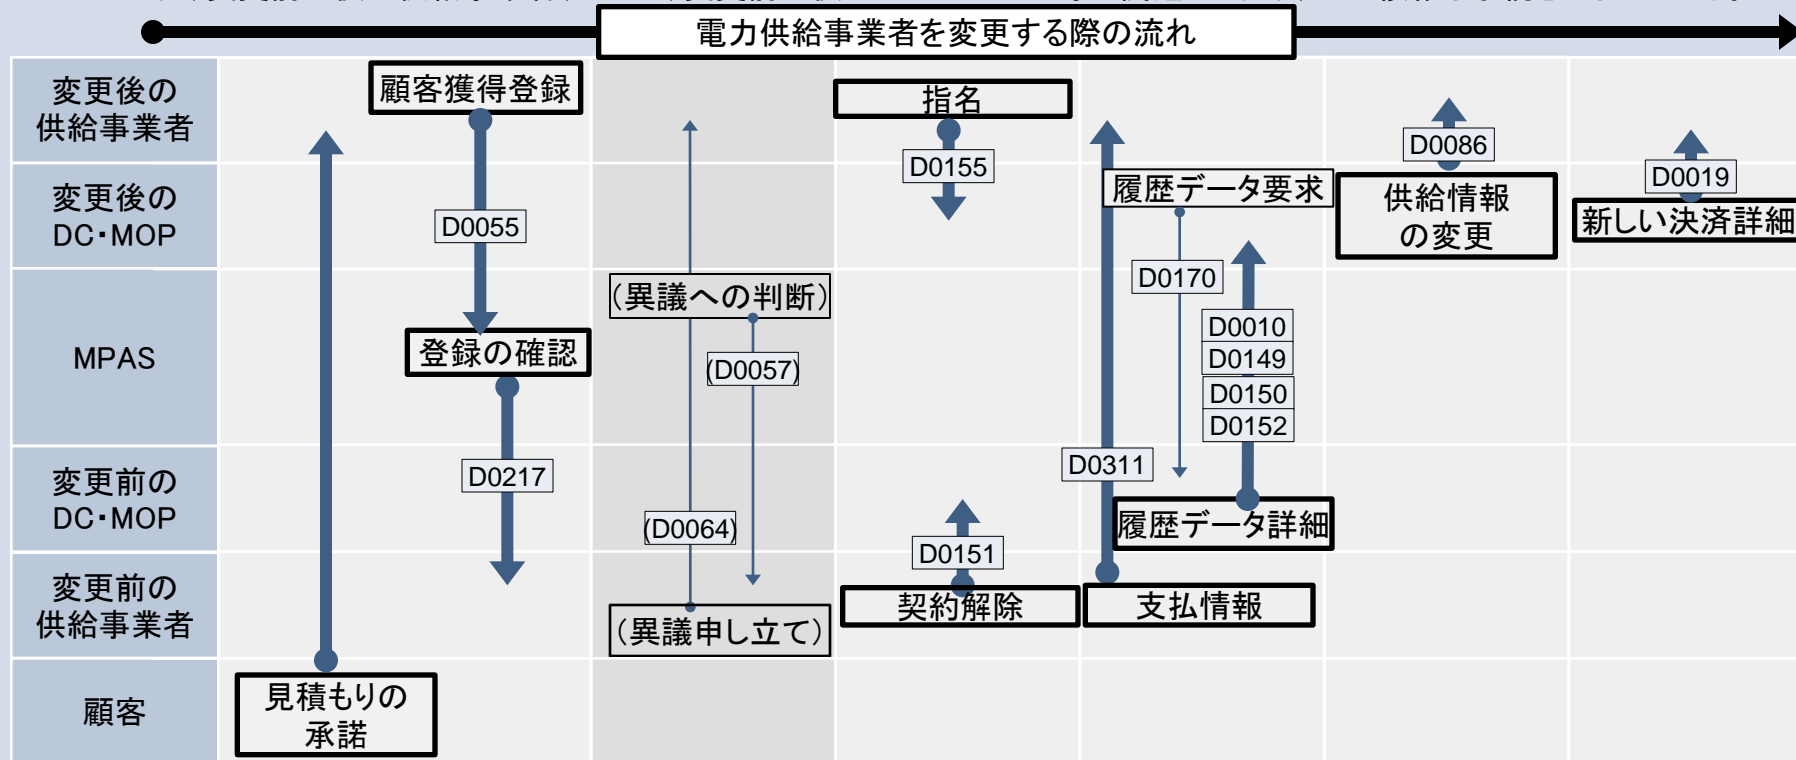 電力供給事業者を変更する際の流れ
変更後の
供給事業者
顧客獲得登録
指名
D0155
D0086
D0019
変更後の
DC・MOP
D0055
履歴データ要求
供給情報
の変更
新しい決済詳細
D0170
MPAS
登録の確認
(異議への判断)
(D0057)
D0010
D0149
D0150
D0152
変更前の
DC・MOP
D0217
(D0064)
D0151
D0311
履歴データ詳細
変更前の
供給事業者
(異議申し立て)
契約解除
支払情報
顧客
見積もりの
承諾